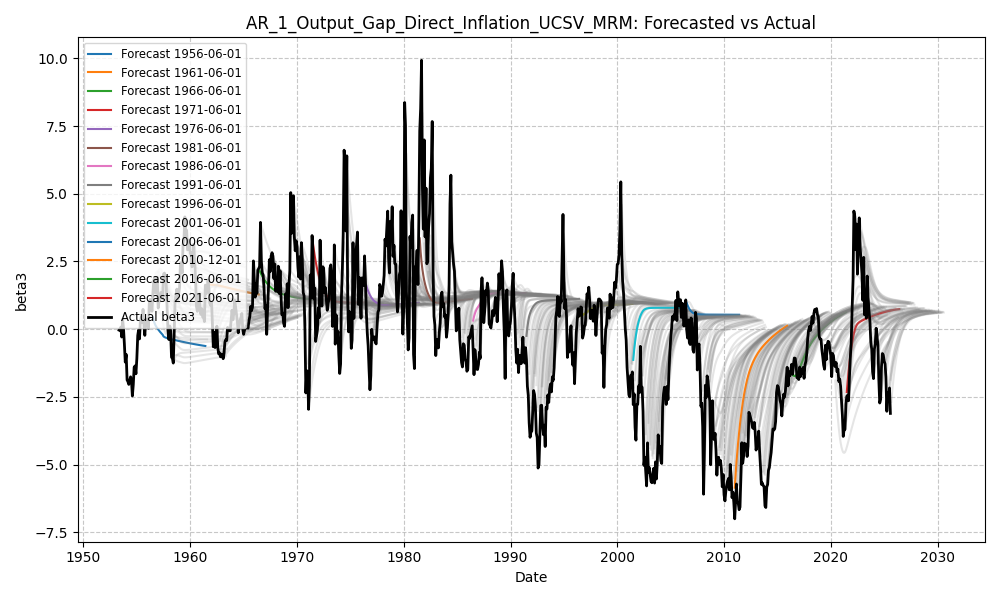 AR_1_Output_Gap_Direct_Inflation_UCSV_MRM: Forecasted vs Actual
Forecast 1956-06-01
Forecast 1961-06-01
Forecast 1966-06-01
Forecast 1971-06-01
Forecast 1976-06-01
Forecast 1981-06-01
Forecast 1986-06-01
Forecast 1991-06-01
Forecast 1996-06-01
Forecast 2001-06-01
Forecast 2006-06-01
Forecast 2010-12-01
Forecast 2016-06-01
Forecast 2021-06-01
Actual beta3
beta3
10.0
7.5
5.0
2.5
0.0
−2.5
−5.0
−7.5
1950 1960 1970 1980 1990 2000 2010 2020 2030
Date